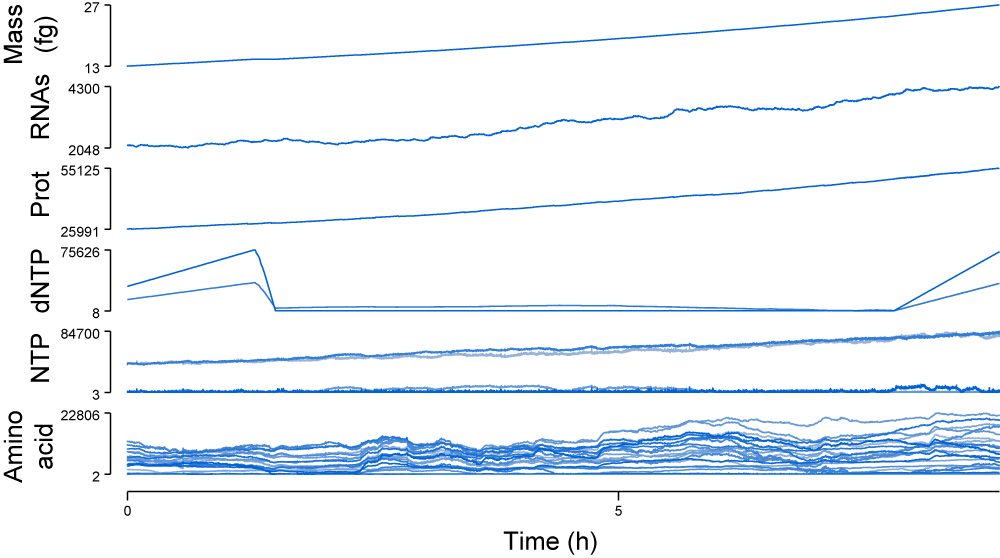 Mass
(fg)
27
13
RNAs
4300
2048
Prot
55125
25991
dNTP
75626
8
NTP
84700
3
Amino
acid
22806
2
0
5
Time (h)